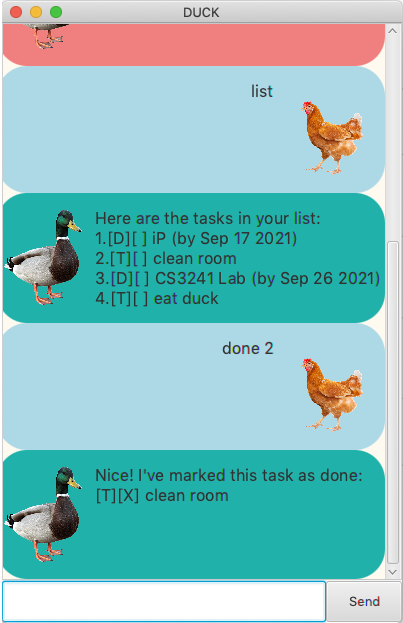 DUCK
list
Here are the tasks in your list:
1.[D][ ] iP (by Sep 17 2021)
2.[T][ ] clean room
3.[D][ ] CS3241 Lab (by Sep 26 2021)
4.[T][ ] eat duck
done 2
Nice! I've marked this task as done:
[T][X] clean room
Send